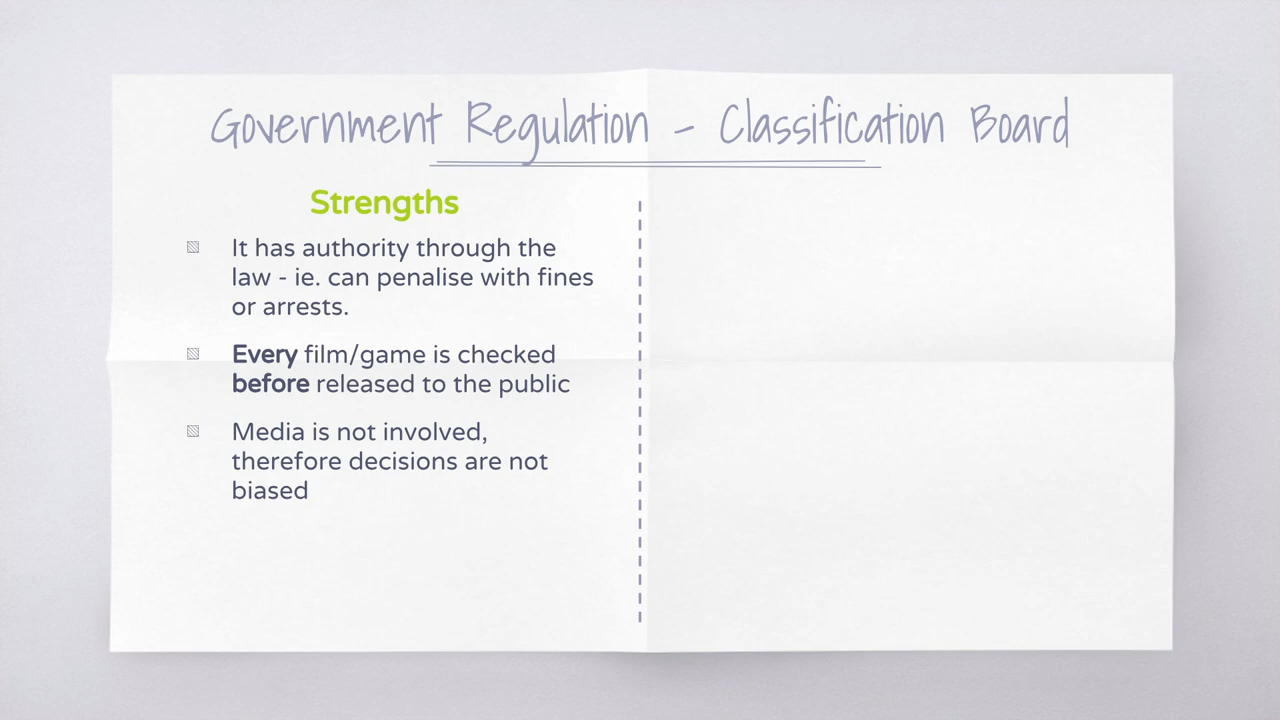 Government Regulation - Classification Board
Strengths
It has authority through the
law - ie. can penalise with fines
or arrests.
Every film/game is checked
before released to the public
Media is not involved,
therefore decisions are not
biased